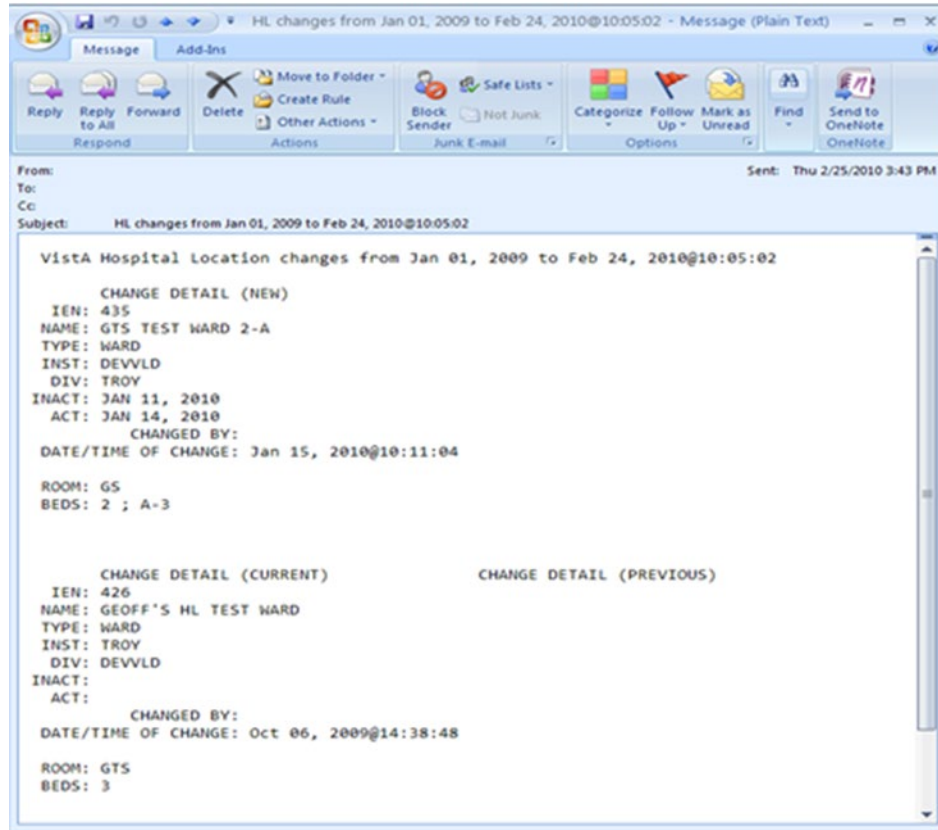 HL changes from Jan 01, 2009 to Feb 24, 2010@10:05:02 - Message (Plain Text)
Message Add-Ins
Reply Reply to All Forward Delete Move to Folder Create Rule Other Actions Block Sender Safe Lists Not Junk Categorize Follow Up Mark as Unread Find Send to OneNote
Respond Actions Junk E-mail Options OneNote
From: Sent: Thu 2/25/2010 3:43 PM
To:
Cc:
Subject: HL changes from Jan 01, 2009 to Feb 24, 2010@10:05:02
VistA Hospital Location changes from Jan 01, 2009 to Feb 24, 2010@10:05:02
CHANGE DETAIL (NEW)
IEN: 435
NAME: GTS TEST WARD 2-A
TYPE: WARD
INST: DEVVLD
DIV: TROY
INACT: JAN 11, 2010
ACT: JAN 14, 2010
CHANGED BY:
DATE/TIME OF CHANGE: Jan 15, 2010@10:11:04
ROOM: GS
BEDS: 2 ; A-3
CHANGE DETAIL (CURRENT) CHANGE DETAIL (PREVIOUS)
IEN: 426
NAME: GEOFF'S HL TEST WARD
TYPE: WARD
INST: TROY
DIV: DEVVLD
INACT:
ACT:
CHANGED BY:
DATE/TIME OF CHANGE: Oct 06, 2009@14:38:48
ROOM: GTS
BEDS: 3